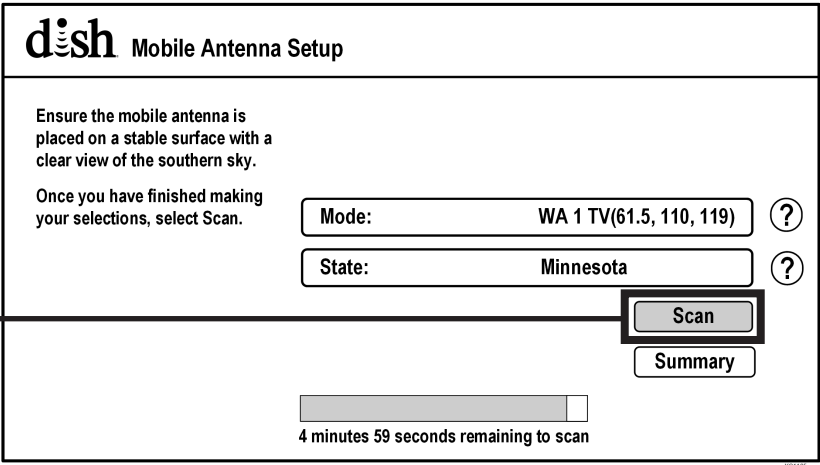 dish Mobile Antenna Setup
Ensure the mobile antenna is
placed on a stable surface with a
clear view of the southern sky.
Once you have finished making
your selections, select Scan.
Mode: WA 1 TV(61.5, 110, 119) ?
State: Minnesota ?
Scan
Summary
4 minutes 59 seconds remaining to scan